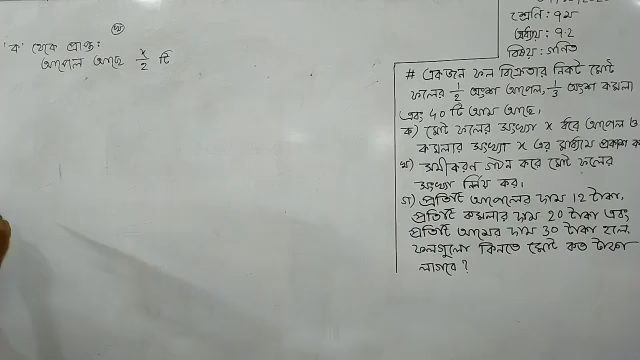 খ
'ক' থেকে প্রাপ্ত:
আপেল আছে x/2 টি
শ্রেণি: ৭ম
অধ্যায়: ৭.2
বিষয়: গণিত
# একজন ফল বিক্রেতার নিকট মোট
ফলের 1/2 অংশ আপেল, 1/3 অংশ কমলা
এবং 40 টি আম আছে।
ক) মোট ফলের সংখ্যা x ধরে আপেল ও
কমলার সংখ্যা x এর মাধ্যমে প্রকাশ কর
খ) সমীকরণ গঠন করে মোট ফলের
সংখ্যা নির্ণয় কর।
গ) প্রতিটি আপেলের দাম 12 টাকা,
প্রতিটি কমলার দাম 20 টাকা এবং
প্রতিটি আমের দাম 30 টাকা হলে,
ফলগুলো কিনতে মোট কত টাকা
লাগবে?